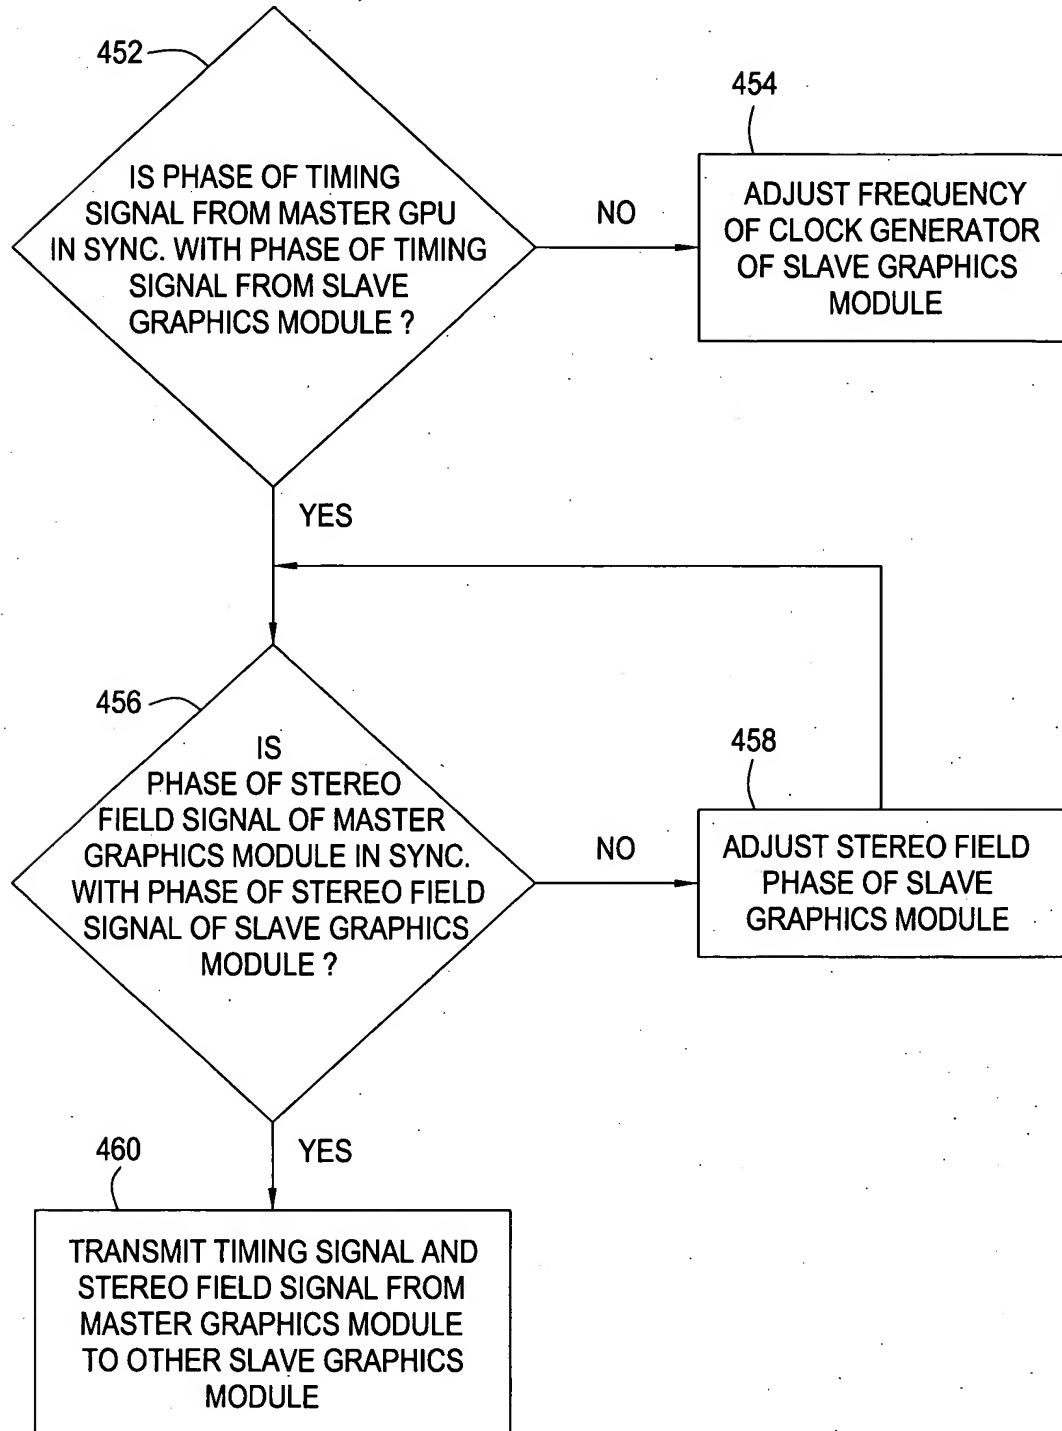 452
IS PHASE OF TIMING
SIGNAL FROM MASTER GPU
IN SYNC. WITH PHASE OF TIMING
SIGNAL FROM SLAVE
GRAPHICS MODULE ?
NO
454
ADJUST FREQUENCY
OF CLOCK GENERATOR
OF SLAVE GRAPHICS
MODULE
YES
456
IS
PHASE OF STEREO
FIELD SIGNAL OF MASTER
GRAPHICS MODULE IN SYNC.
WITH PHASE OF STEREO FIELD
SIGNAL OF SLAVE GRAPHICS
MODULE ?
NO
458
ADJUST STEREO FIELD
PHASE OF SLAVE
GRAPHICS MODULE
YES
460
TRANSMIT TIMING SIGNAL AND
STEREO FIELD SIGNAL FROM
MASTER GRAPHICS MODULE
TO OTHER SLAVE GRAPHICS
MODULE